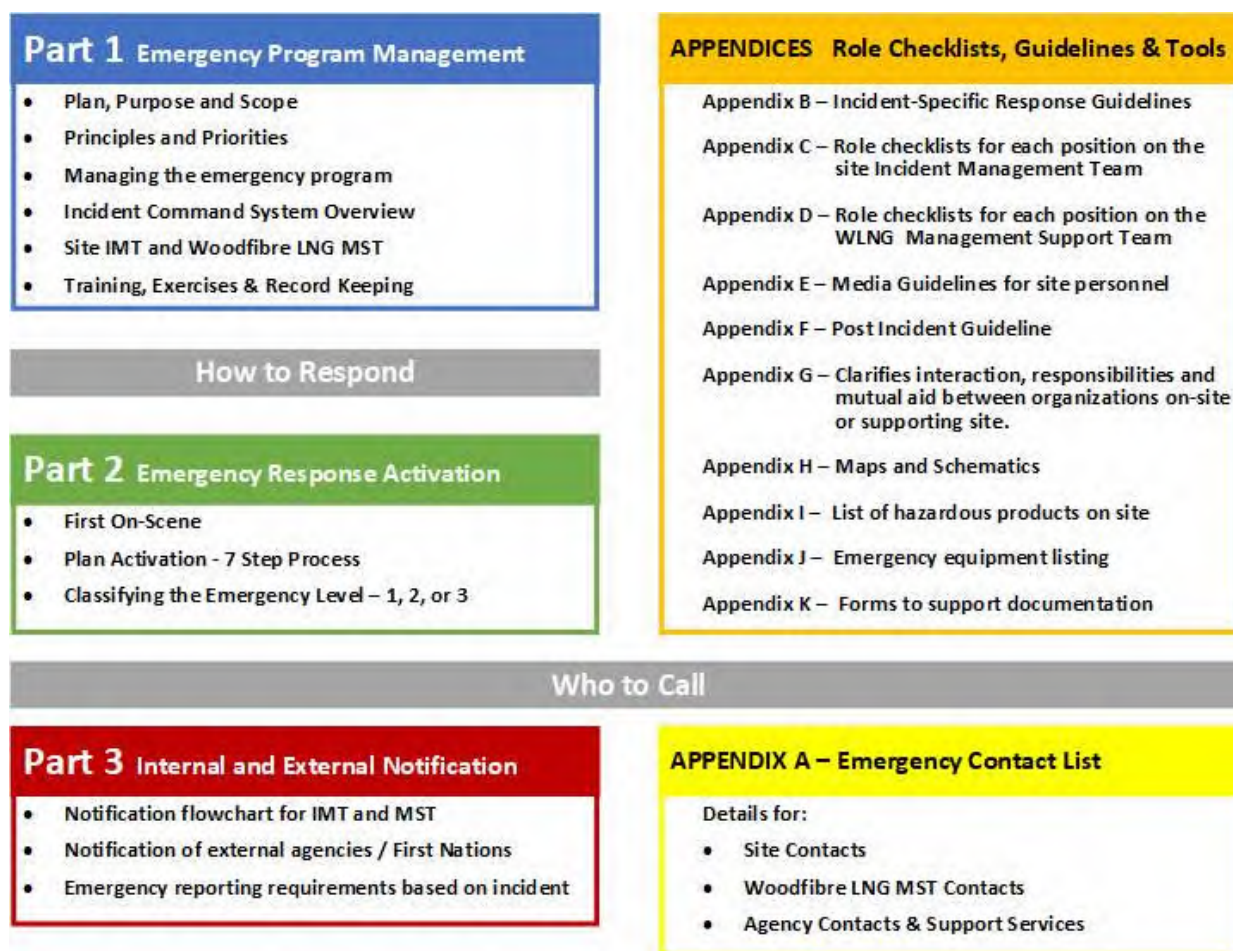 Part 1 Emergency Program Management
• Plan, Purpose and Scope
• Principles and Priorities
• Managing the emergency program
• Incident Command System Overview
• Site IMT and Woodfibre LNG MST
• Training, Exercises & Record Keeping
How to Respond
Part 2 Emergency Response Activation
• First On-Scene
• Plan Activation - 7 Step Process
• Classifying the Emergency Level – 1, 2, or 3
APPENDICES Role Checklists, Guidelines & Tools
Appendix B – Incident-Specific Response Guidelines
Appendix C – Role checklists for each position on the
site Incident Management Team
Appendix D – Role checklists for each position on the
WLNG Management Support Team
Appendix E – Media Guidelines for site personnel
Appendix F – Post Incident Guideline
Appendix G – Clarifies interaction, responsibilities and
mutual aid between organizations on-site
or supporting site.
Appendix H – Maps and Schematics
Appendix I – List of hazardous products on site
Appendix J – Emergency equipment listing
Appendix K – Forms to support documentation
Who to Call
Part 3 Internal and External Notification
• Notification flowchart for IMT and MST
• Notification of external agencies / First Nations
• Emergency reporting requirements based on incident
APPENDIX A – Emergency Contact List
Details for:
• Site Contacts
• Woodfibre LNG MST Contacts
• Agency Contacts & Support Services